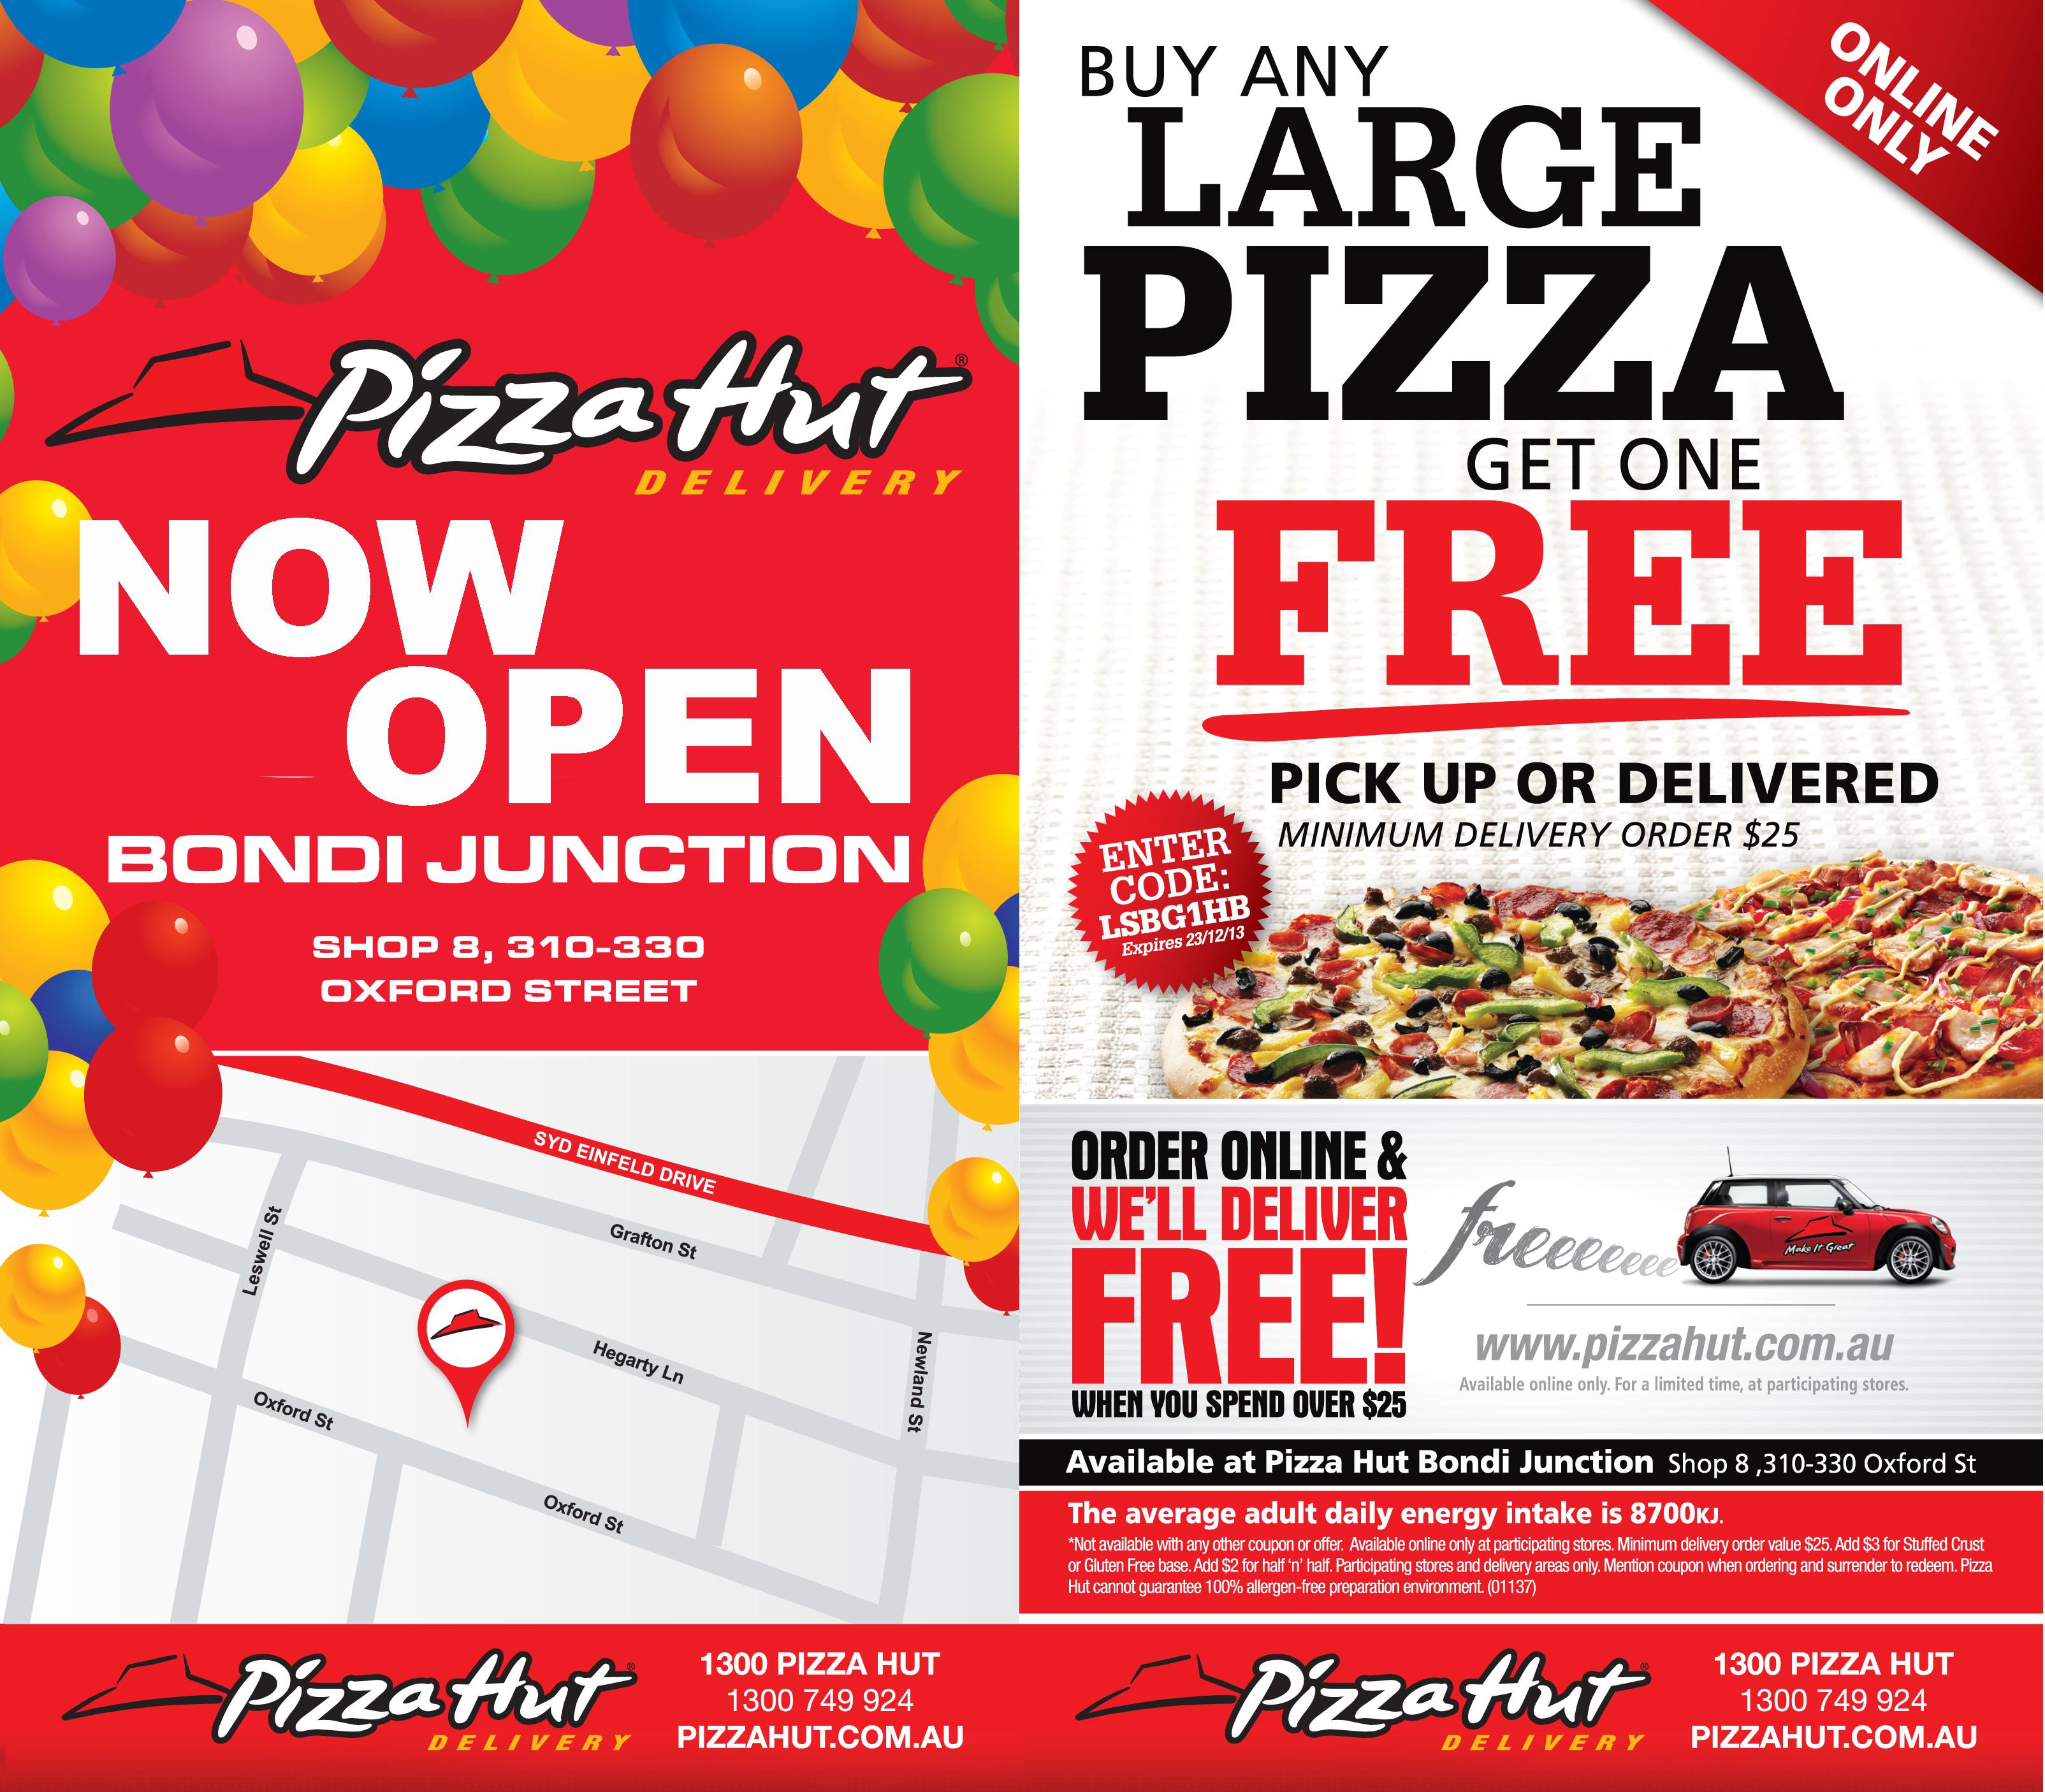 Pizza Hut®
DELIVERY
NOW
OPEN
BONDI JUNCTION
SHOP 8, 310-330
OXFORD STREET
SYD EINFELD DRIVE
Grafton St
Leswell St
Hegarty Ln
Newland St
Oxford St
Oxford St
Pizza Hut®
DELIVERY
1300 PIZZA HUT
1300 749 924
PIZZAHUT.COM.AU
ONLINE
ONLY
BUY ANY
LARGE
PIZZA
GET ONE
FREE
PICK UP OR DELIVERED
MINIMUM DELIVERY ORDER $25
ENTER
CODE:
LSBG1HB
Expires 23/12/13
ORDER ONLINE &
WE'LL DELIVER
FREE!
WHEN YOU SPEND OVER $25
freeeeeeee
Make It Great
www.pizzahut.com.au
Available online only. For a limited time, at participating stores.
Available at Pizza Hut Bondi Junction Shop 8 ,310-330 Oxford St
The average adult daily energy intake is 8700KJ.
*Not available with any other coupon or offer. Available online only at participating stores. Minimum delivery order value $25. Add $3 for Stuffed Crust
or Gluten Free base. Add $2 for half ‘n’ half. Participating stores and delivery areas only. Mention coupon when ordering and surrender to redeem. Pizza
Hut cannot guarantee 100% allergen-free preparation environment. (01137)
Pizza Hut®
DELIVERY
1300 PIZZA HUT
1300 749 924
PIZZAHUT.COM.AU